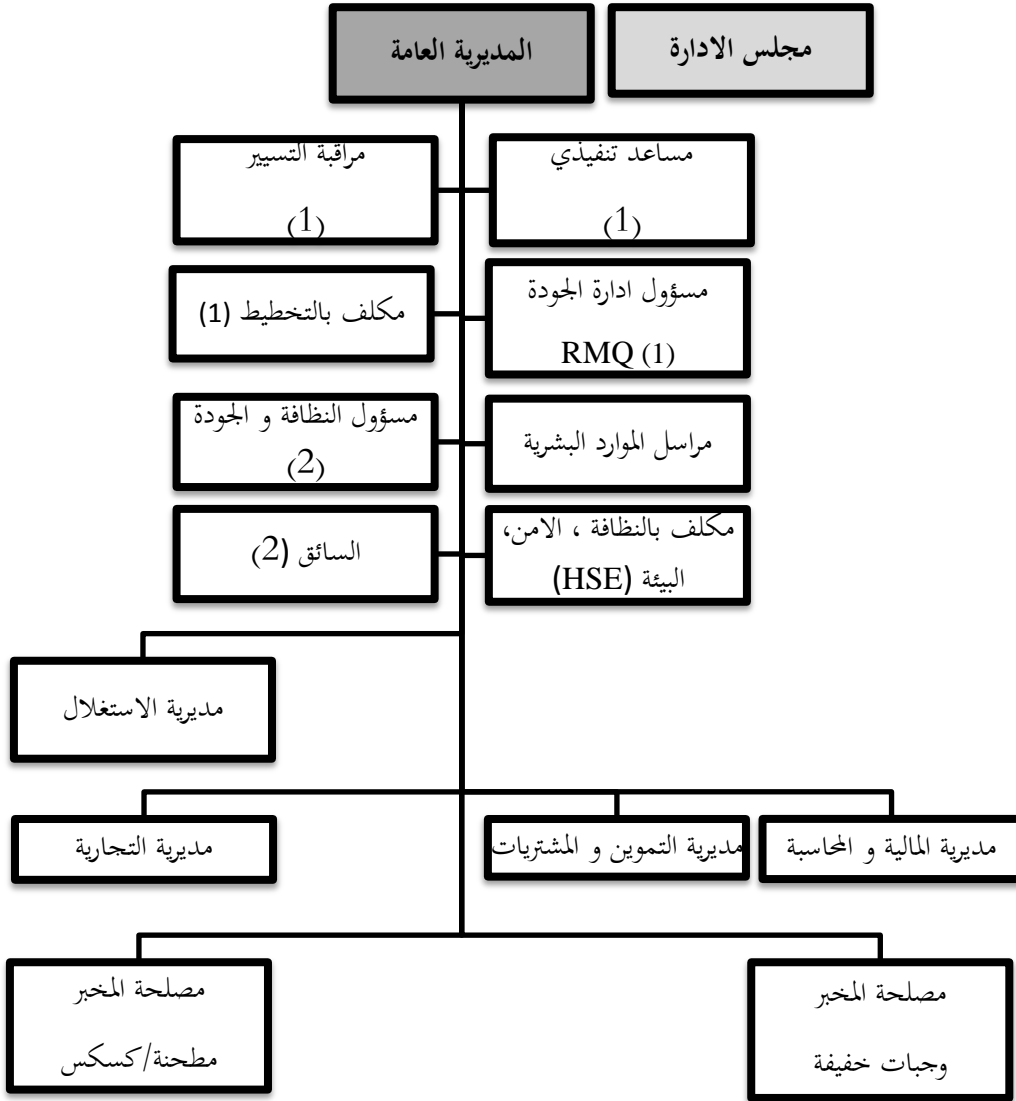 مجلس الادارة
المديرية العامة
مساعد تنفيذي
(1)
مراقبة التسيير
(1)
مسؤول ادارة الجودة
RMQ (1)
مكلف بالتخطيط (1)
مراسل الموارد البشرية
مسؤول النظافة و الجودة
(2)
مكلف بالنظافة ، الامن،
البيئة (HSE)
السائق (2)
مديرية الاستغلال
مديرية المالية و المحاسبة
مديرية التموين و المشتريات
مديرية التجارية
مصلحة المخبر
وجبات خفيفة
مصلحة المخبر
مطحنة/كسكس